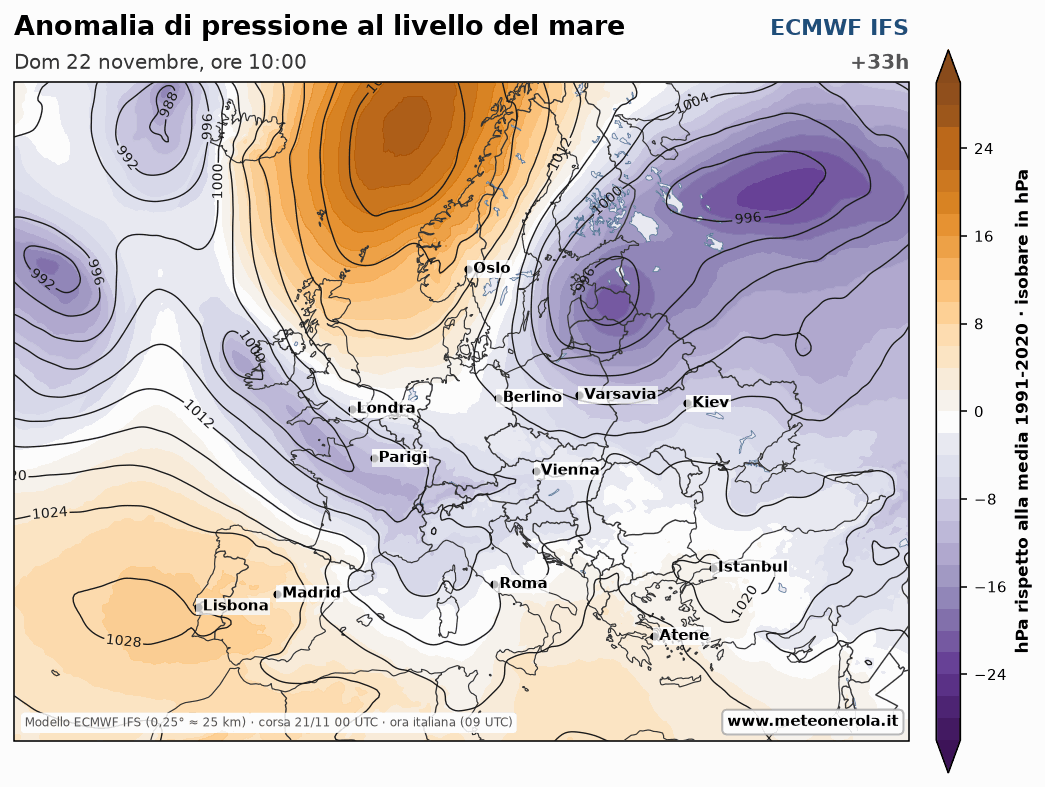 Anomalia di pressione al livello del mare
ECMWF IFS
Dom 22 novembre, ore 10:00
+33h
988
996
992
1000
1004
1012
1000
996
996
992
996
1000
1012
20
1024
1028
1020
Oslo
Berlino
Varsavia
Kiev
Londra
Parigi
Vienna
Istanbul
Roma
Madrid
Lisbona
Atene
24
16
8
0
−8
−16
−24
hPa rispetto alla media 1991-2020 · isobare in hPa
Modello ECMWF IFS (0,25° ≈ 25 km) · corsa 21/11 00 UTC · ora italiana (09 UTC)
www.meteonerola.it